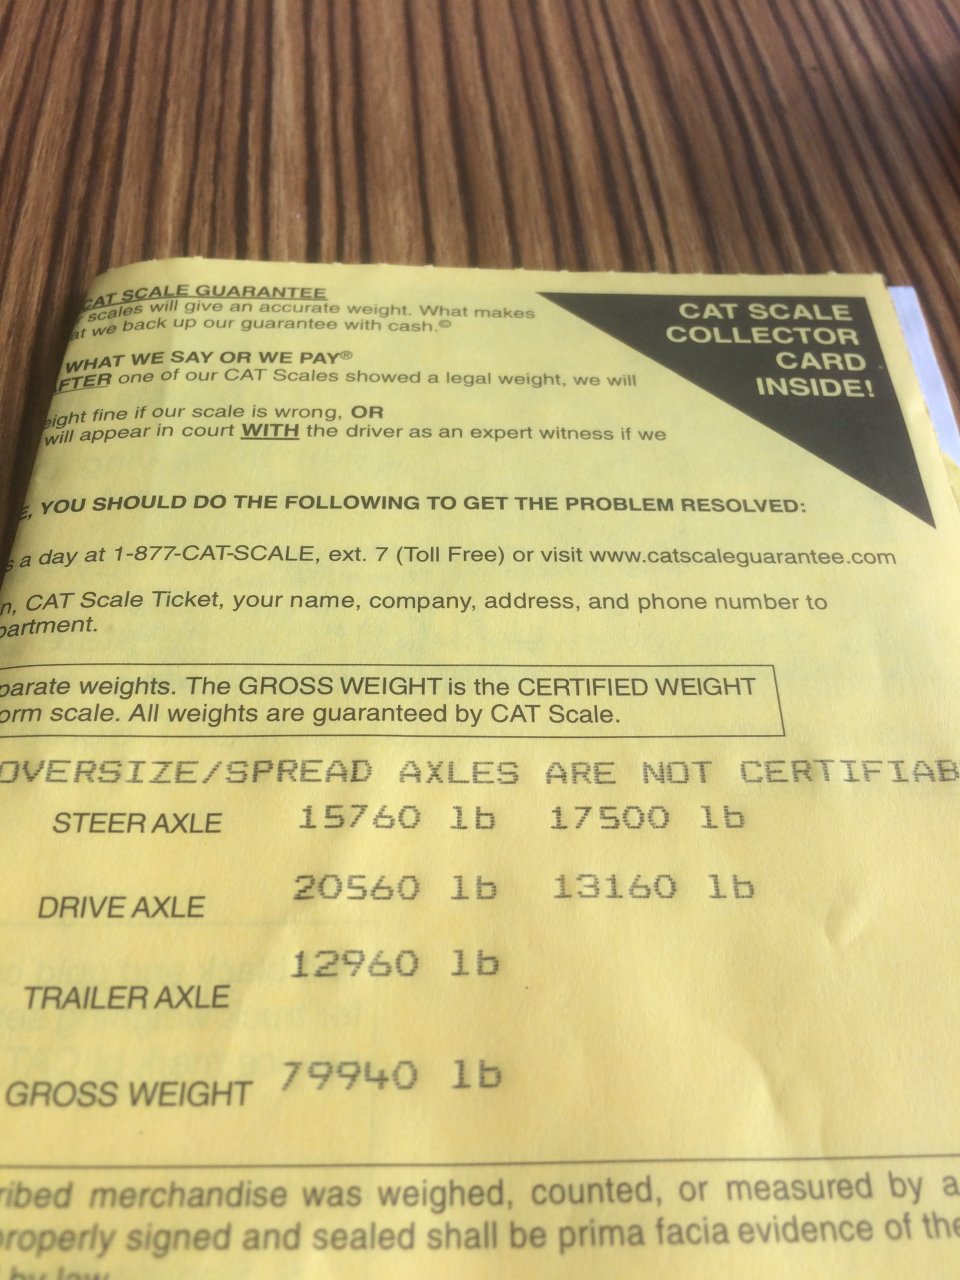 CAT SCALE GUARANTEE
scales will give an accurate weight. What makes
at we back up our guarantee with cash.©
WHAT WE SAY OR WE PAY®
FTER one of our CAT Scales showed a legal weight, we will
eight fine if our scale is wrong, OR
will appear in court WITH the driver as an expert witness if we
CAT SCALE
COLLECTOR
CARD
INSIDE!
E, YOU SHOULD DO THE FOLLOWING TO GET THE PROBLEM RESOLVED:
s a day at 1-877-CAT-SCALE, ext. 7 (Toll Free) or visit www.catscaleguarantee.com
n, CAT Scale Ticket, your name, company, address, and phone number to
partment.
parate weights. The GROSS WEIGHT is the CERTIFIED WEIGHT
orm scale. All weights are guaranteed by CAT Scale.
OVERSIZE/SPREAD AXLES ARE NOT CERTIFIAB
STEER AXLE 15760 lb 17500 lb
DRIVE AXLE 20560 lb 13160 lb
TRAILER AXLE 12960 lb
GROSS WEIGHT 79940 lb
ribed merchandise was weighed, counted, or measured by a
properly signed and sealed shall be prima facia evidence of the
by law